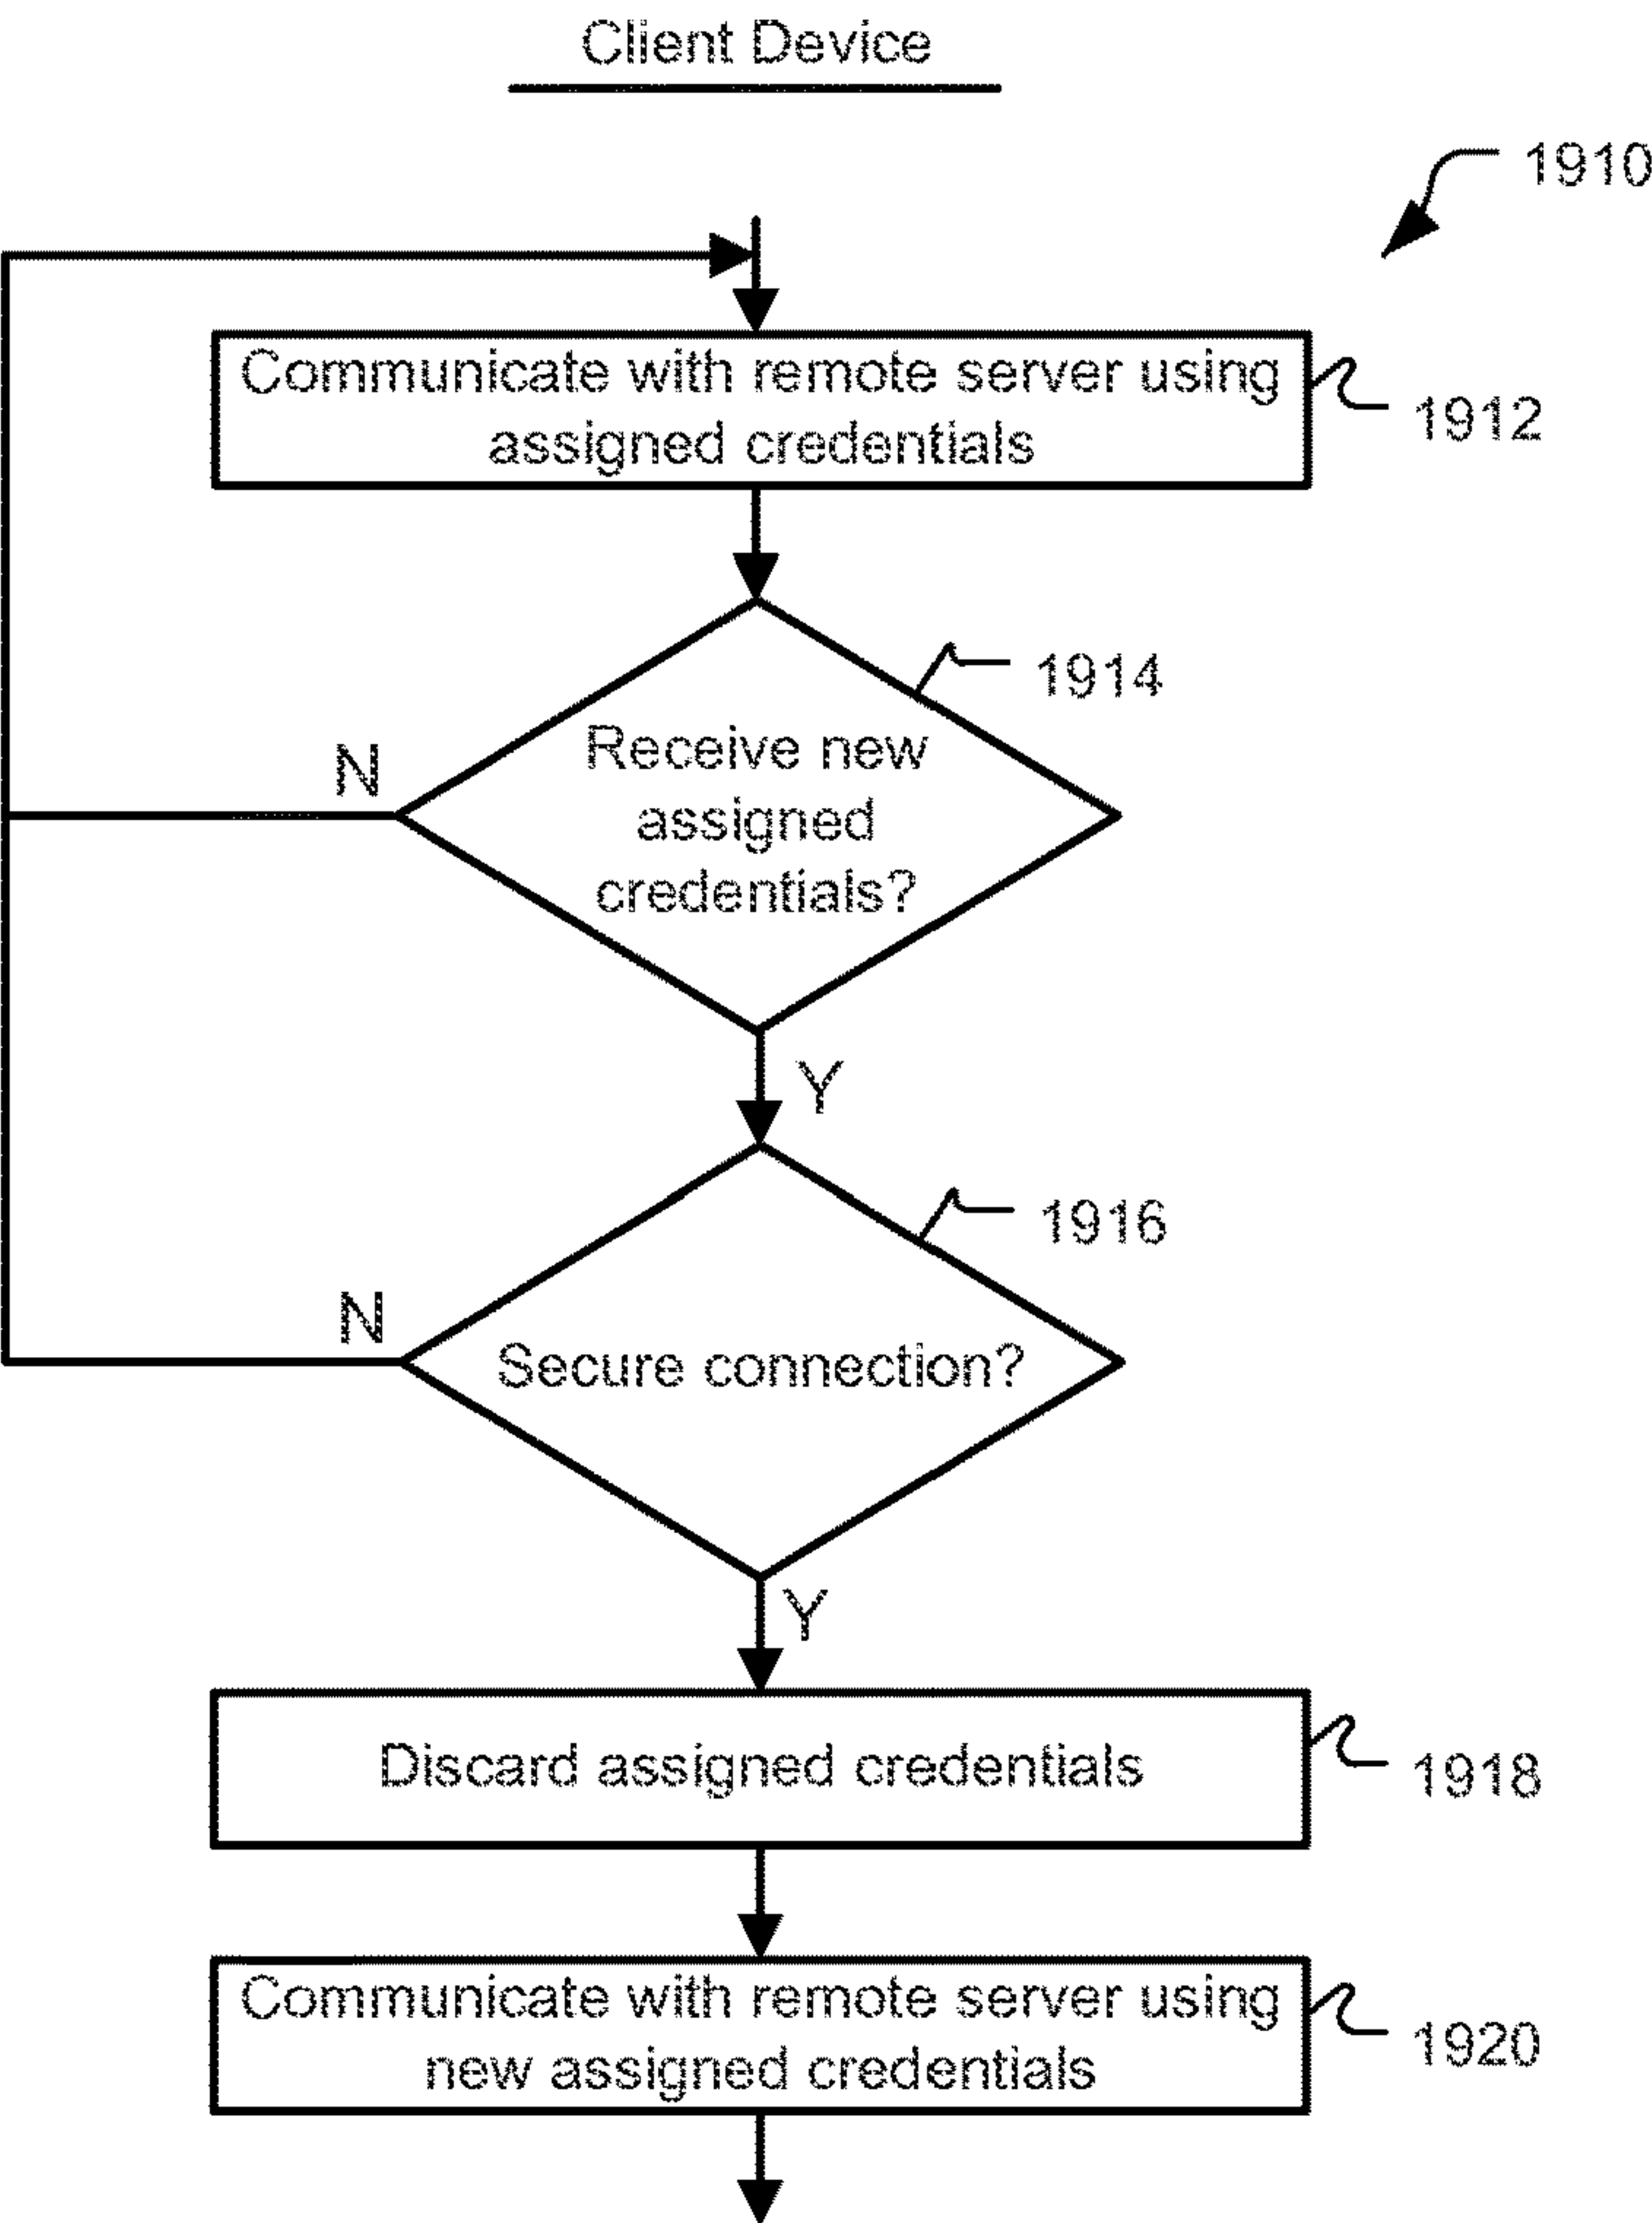 Client Device
1910
Communicate with remote server using
assigned credentials
1912
1914
Receive new
assigned
credentials?
N
Y
1916
Secure connection?
N
Y
Discard assigned credentials
1918
Communicate with remote server using
new assigned credentials
1920